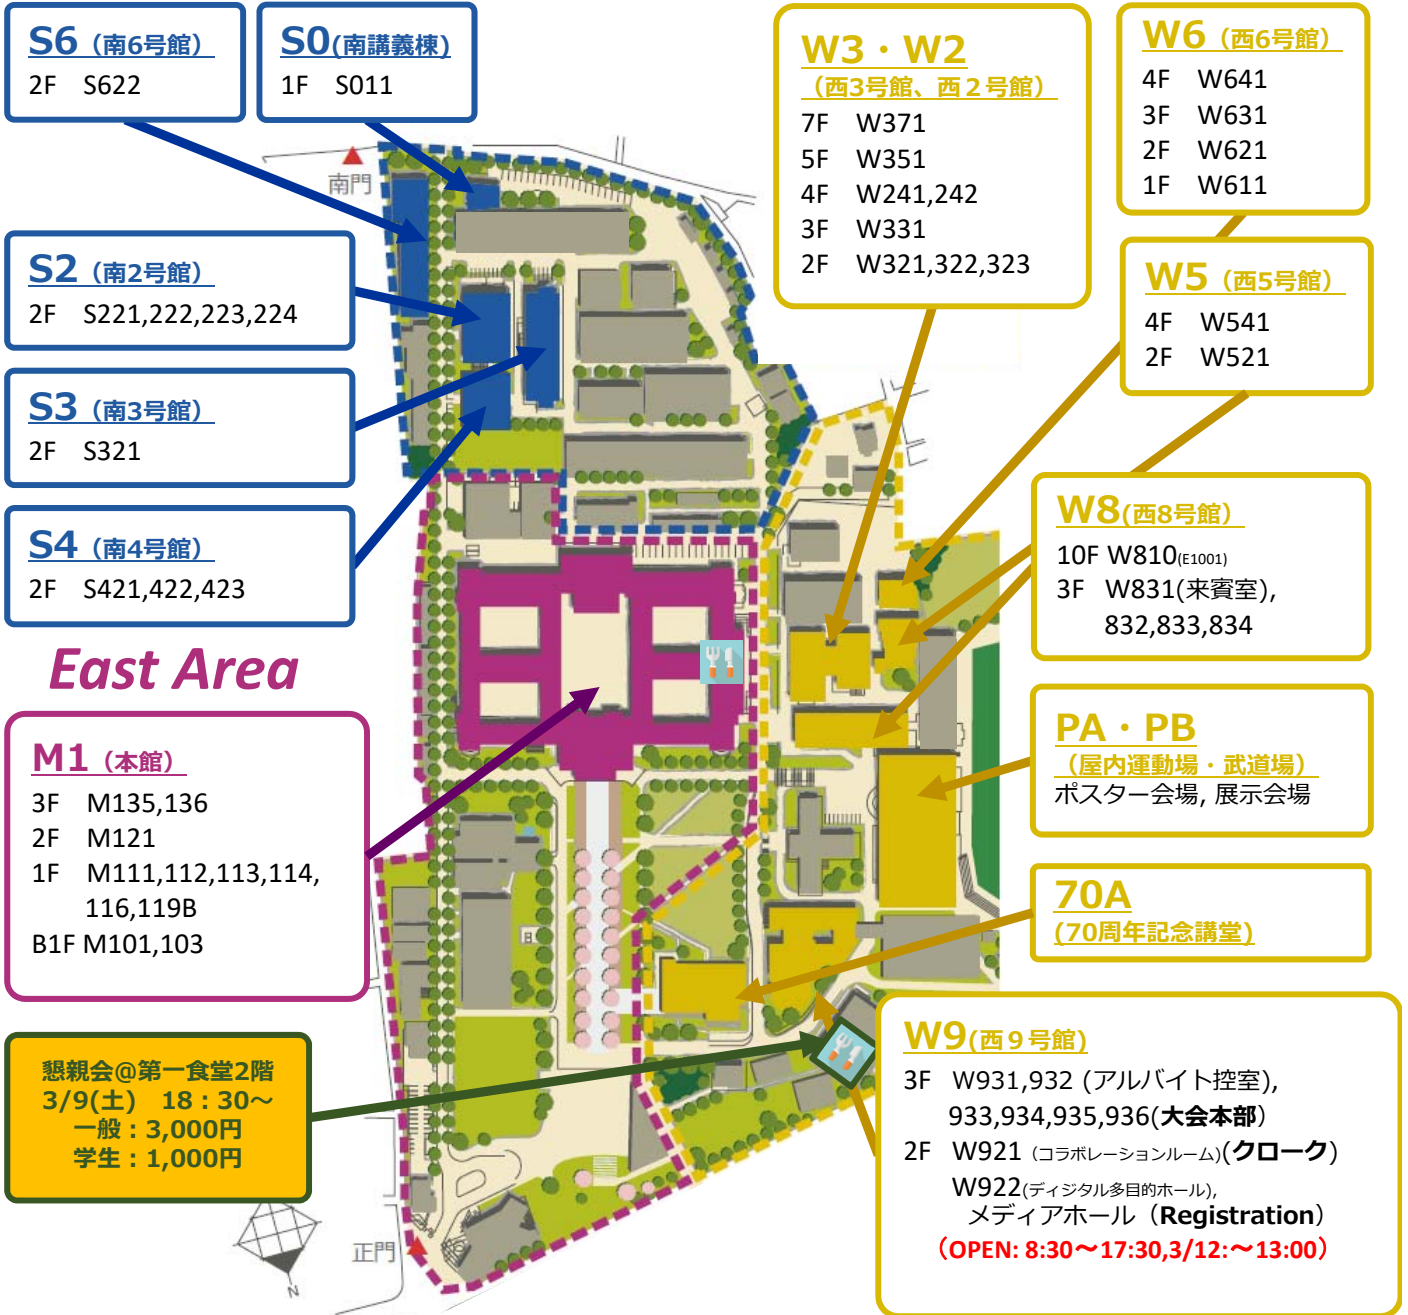 S6（南6号館）
2F S622
S0(南講義棟)
1F S011
W3・W2
（西3号館、西２号館）
7F W371
5F W351
4F W241,242
3F W331
2F W321,322,323
W6（西6号館）
4F W641
3F W631
2F W621
1F W611
南門
S2（南2号館）
2F S221,222,223,224
W5（西5号館）
4F W541
2F W521
S3（南3号館）
2F S321
W8(西8号館）
10F W810(E1001)
3F W831(来賓室),
832,833,834
S4（南4号館）
2F S421,422,423
East Area
M1（本館）
3F M135,136
2F M121
1F M111,112,113,114,
116,119B
B1F M101,103
PA・PB
（屋内運動場・武道場）
ポスター会場, 展示会場
70A
(70周年記念講堂)
懇親会@第一食堂2階
3/9(土) 18：30～
一般：3,000円
学生：1,000円
W9(西９号館)
3F W931,932 (アルバイト控室),
933,934,935,936(大会本部）
2F W921（コラボレーションルーム)(クローク）
W922(ディジタル多目的ホール),
メディアホール（Registration）
（OPEN: 8:30～17:30,3/12:～13:00）
正門
N